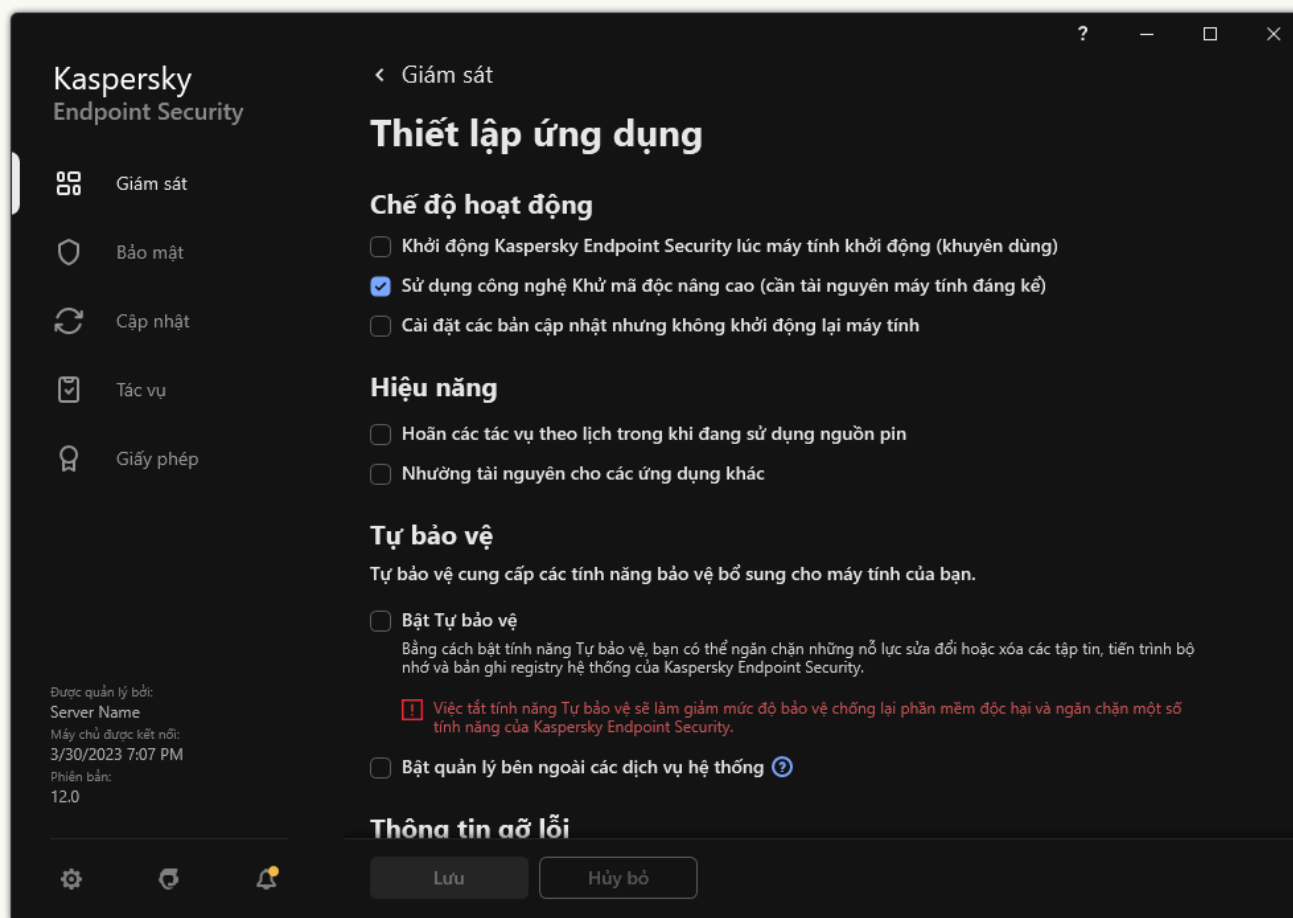 Kaspersky
Endpoint Security
Giám sát
Bảo mật
Cập nhật
Tác vụ
Giấy phép
Được quản lý bởi:
Server Name
Máy chủ được kết nối:
3/30/2023 7:07 PM
Phiên bản:
12.0
?
< Giám sát
Thiết lập ứng dụng
Chế độ hoạt động
Khởi động Kaspersky Endpoint Security lúc máy tính khởi động (khuyên dùng)
Sử dụng công nghệ Khử mã độc nâng cao (cần tài nguyên máy tính đáng kể)
Cài đặt các bản cập nhật nhưng không khởi động lại máy tính
Hiệu năng
Hoãn các tác vụ theo lịch trong khi đang sử dụng nguồn pin
Nhường tài nguyên cho các ứng dụng khác
Tự bảo vệ
Tự bảo vệ cung cấp các tính năng bảo vệ bổ sung cho máy tính của bạn.
Bật Tự bảo vệ
Bằng cách bật tính năng Tự bảo vệ, bạn có thể ngăn chặn những nỗ lực sửa đổi hoặc xóa các tập tin, tiến trình bộ
nhớ và bản ghi registry hệ thống của Kaspersky Endpoint Security.
Việc tắt tính năng Tự bảo vệ sẽ làm giảm mức độ bảo vệ chống lại phần mềm độc hại và ngăn chặn một số
tính năng của Kaspersky Endpoint Security.
Bật quản lý bên ngoài các dịch vụ hệ thống ?
Thông tin gỡ lỗi
Lưu
Hủy bỏ